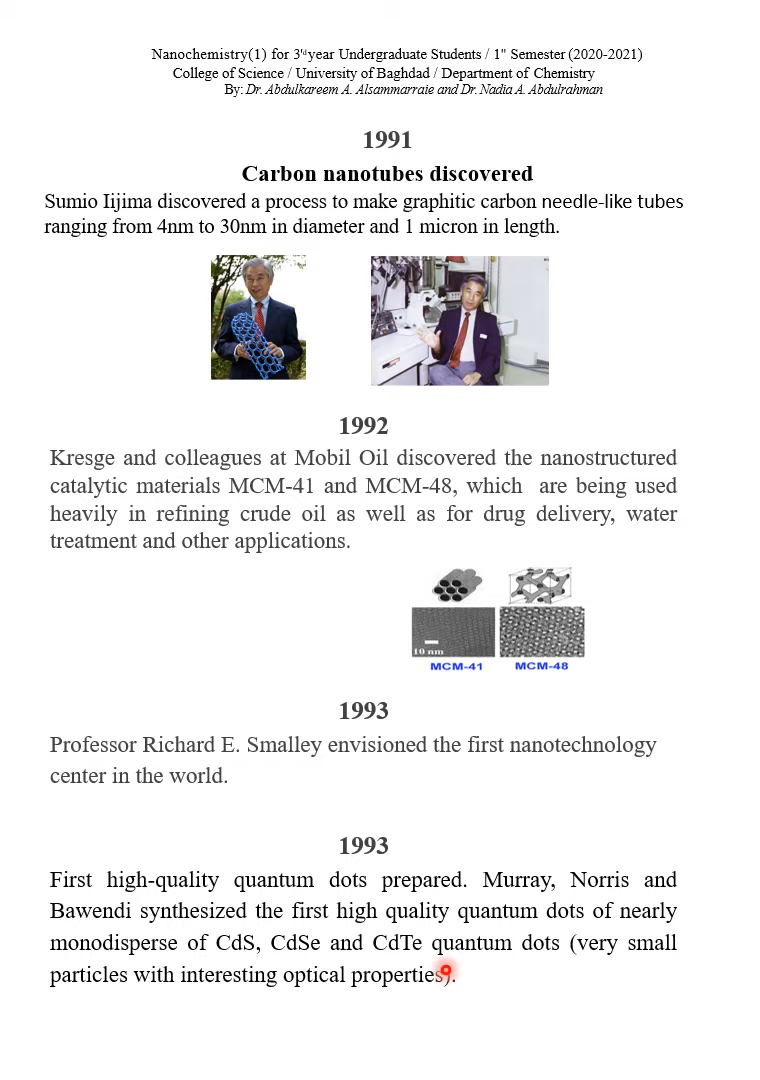 Nanochemistry(1) for 3'ʳᵈ year Undergraduate Students / 1" Semester (2020-2021)
College of Science / University of Baghdad / Department of Chemistry
By: Dr. Abdulkareem A. Alsammarraie and Dr. Nadia A. Abdulrahman
1991
Carbon nanotubes discovered
Sumio Iijima discovered a process to make graphitic carbon needle-like tubes
ranging from 4nm to 30nm in diameter and 1 micron in length.
1992
Kresge and colleagues at Mobil Oil discovered the nanostructured
catalytic materials MCM-41 and MCM-48, which are being used
heavily in refining crude oil as well as for drug delivery, water
treatment and other applications.
10 nm
MCM-41 MCM-48
1993
Professor Richard E. Smalley envisioned the first nanotechnology
center in the world.
1993
First high-quality quantum dots prepared. Murray, Norris and
Bawendi synthesized the first high quality quantum dots of nearly
monodisperse of CdS, CdSe and CdTe quantum dots (very small
particles with interesting optical properties).